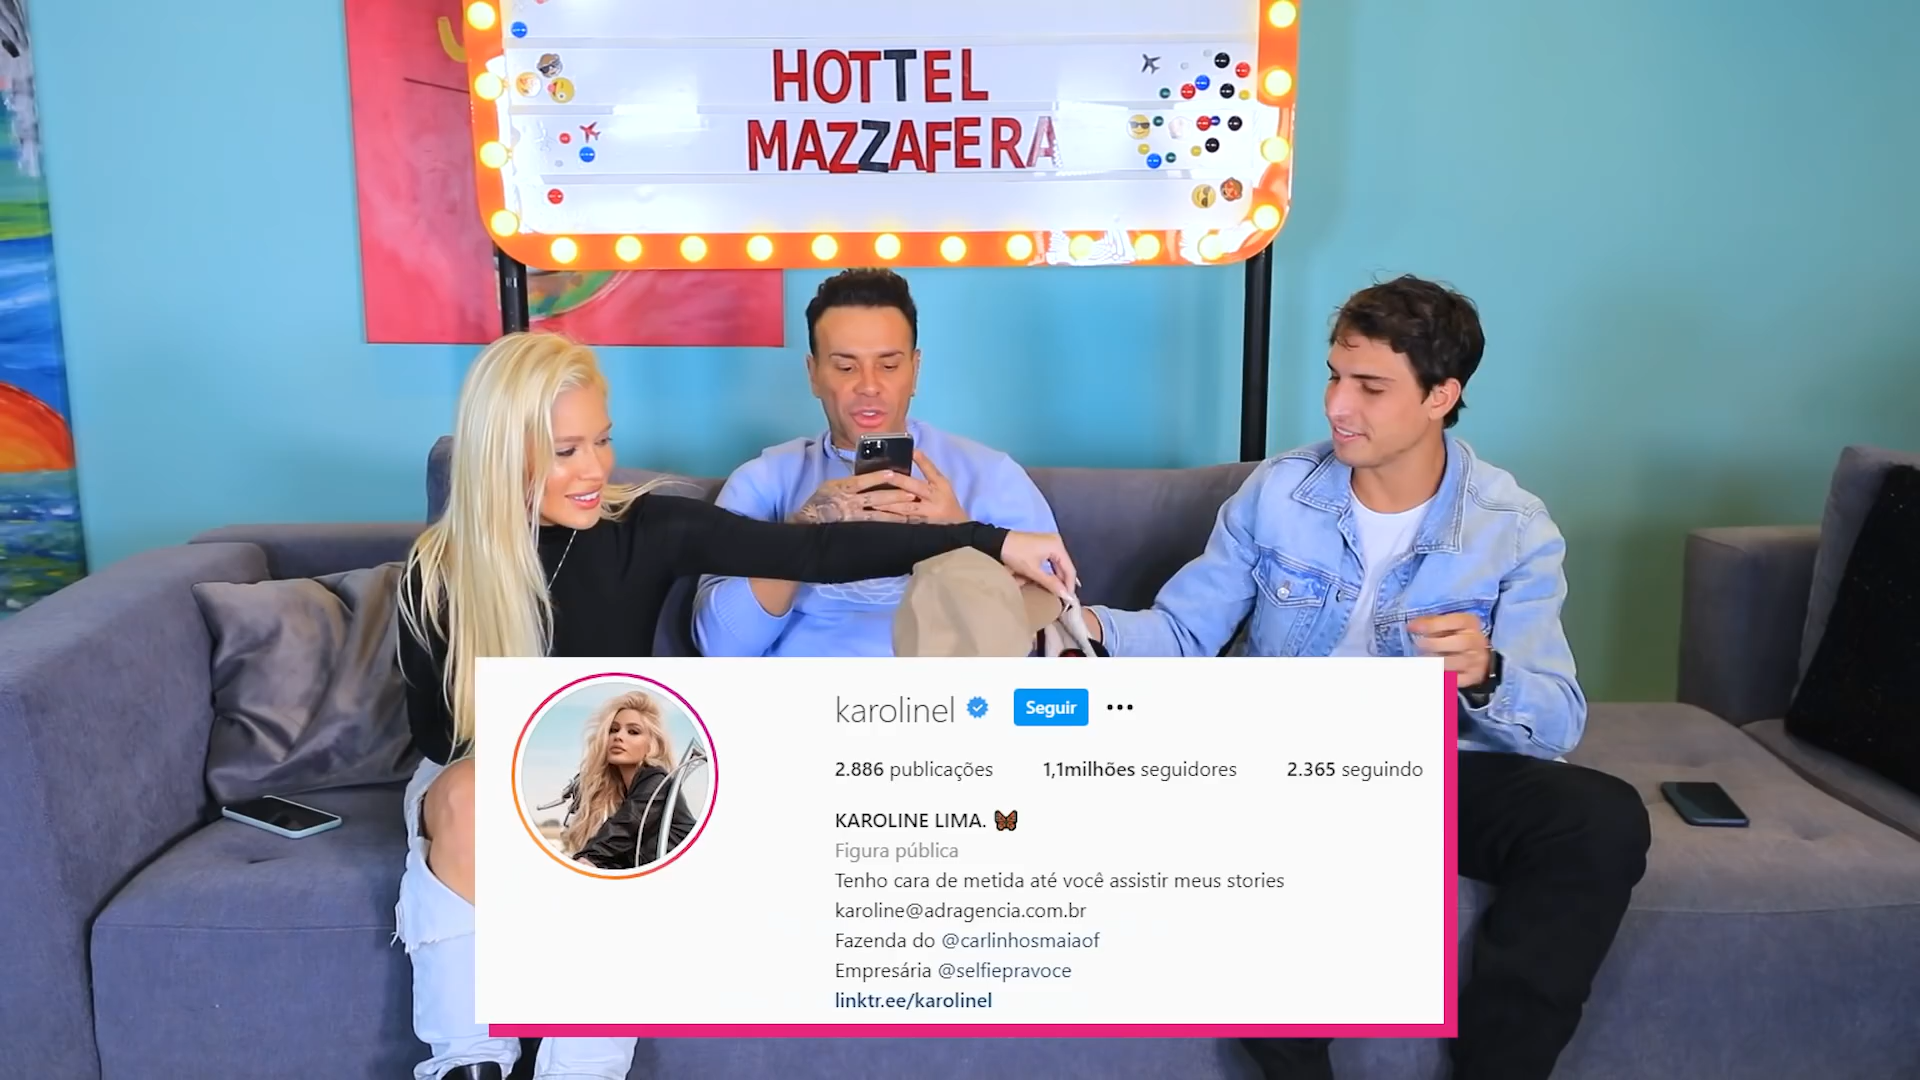 HOTTEL
MAZZAFERA
karolinel
Seguir
2.886 publicações 1,1milhões seguidores 2.365 seguindo
KAROLINE LIMA.
Figura pública
Tenho cara de metida até você assistir meus stories
karoline@adragencia.com.br
Fazenda do @carlinhosmaiaof
Empresária @selfiepravoce
linktr.ee/karolinel